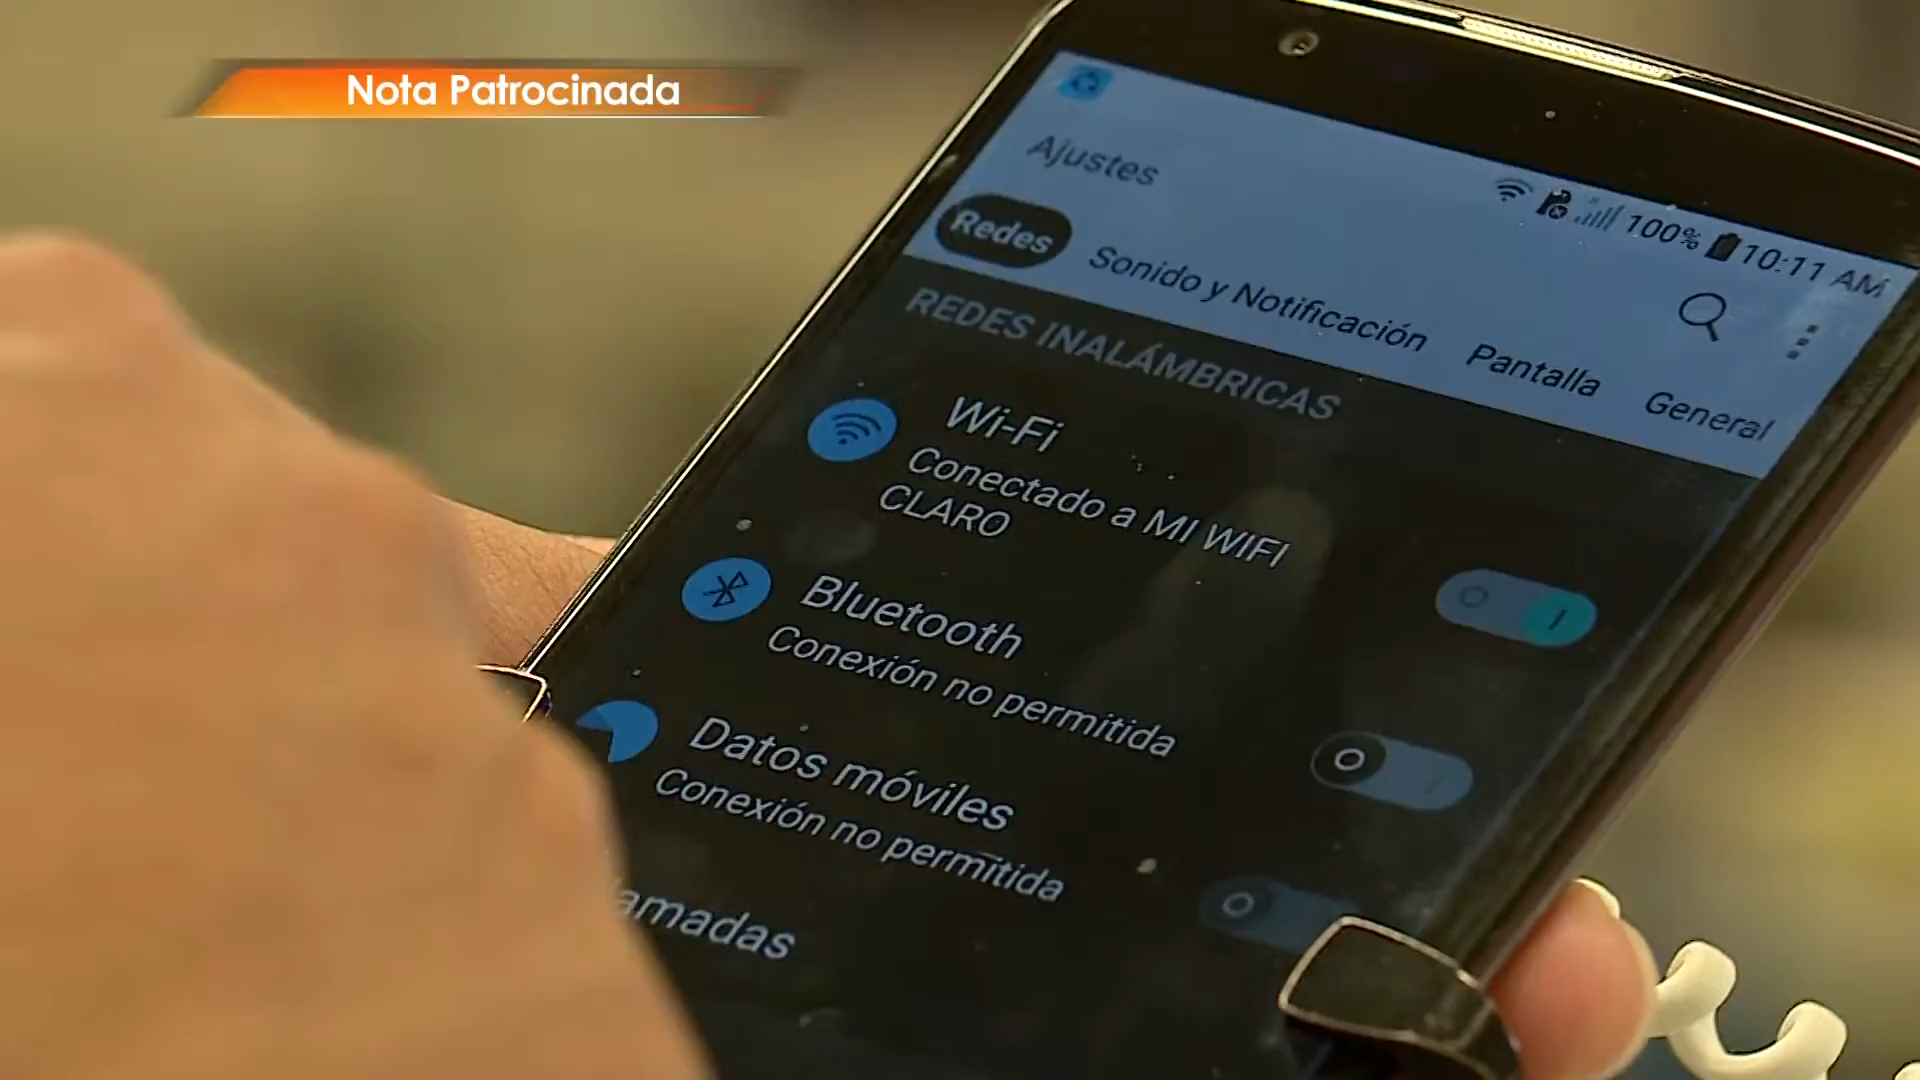 Nota Patrocinada
100% 10:11 AM
Ajustes
Redes Sonido y Notificación Pantalla General
REDES INALÁMBRICAS
Wi-Fi
Conectado a MI WIFI
CLARO
Bluetooth
Conexión no permitida
Datos móviles
Conexión no permitida
lamadas